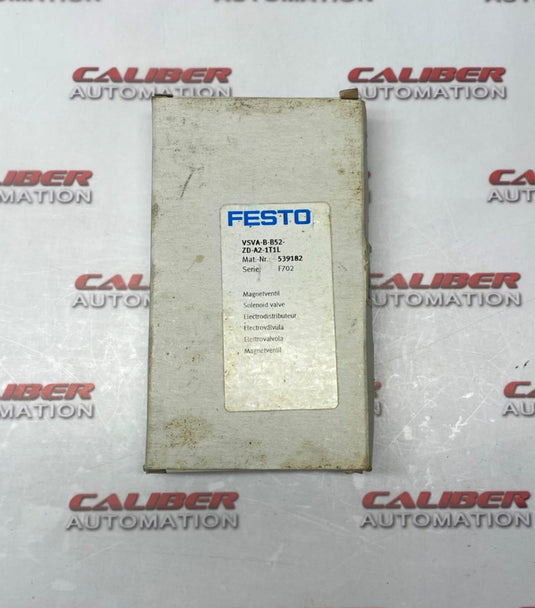 CALIBER
AUTOMATION
CALIBER
AUTOMATION
CALIBER
AUTOMATION
CALIBER
AUTOMATION
CALIBER
AUTOMATION
CALIBER
AUTOMATION
CALIBER
AUTOMATION
CALIBER
AUTOMATION
FESTO
VSVA-B-B52-
ZD-A2-1T1L
Mat.-Nr.: 539182
Serie: F702
Magnetventil
Solenoid valve
Electrodistributeur
Electroválvula
Elettrovalvola
Magnetventil